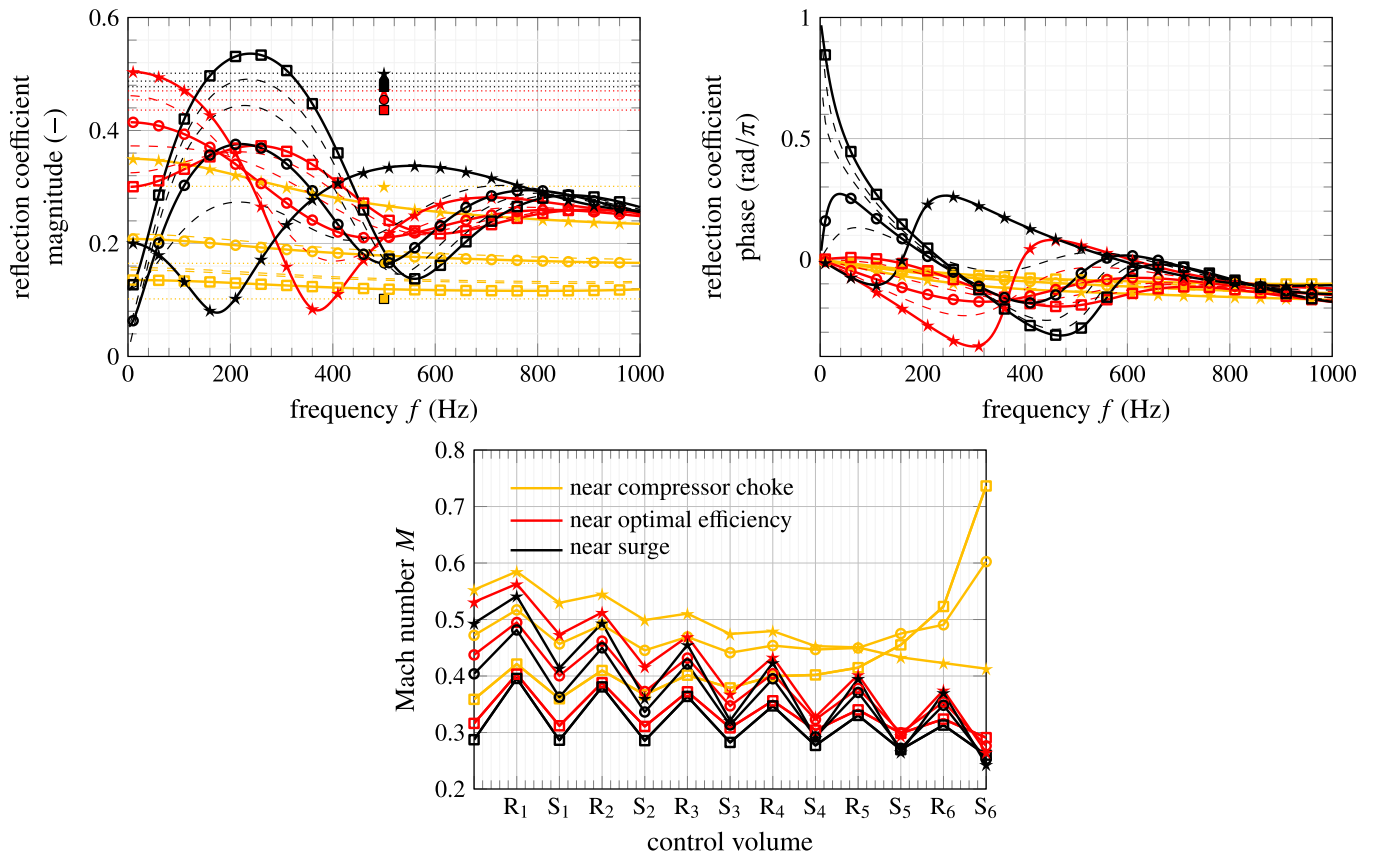 0.6
0.4
0.2
0
0 200 400 600 800 1000
frequency f (Hz)
reflection coefficient
magnitude (−)
1
0.5
0
0 200 400 600 800 1000
frequency f (Hz)
reflection coefficient
phase (rad/π)
0.8
0.7
0.6
0.5
0.4
0.3
0.2
near compressor choke
near optimal efficiency
near surge
R1 S1 R2 S2 R3 S3 R4 S4 R5 S5 R6 S6
control volume
Mach number M